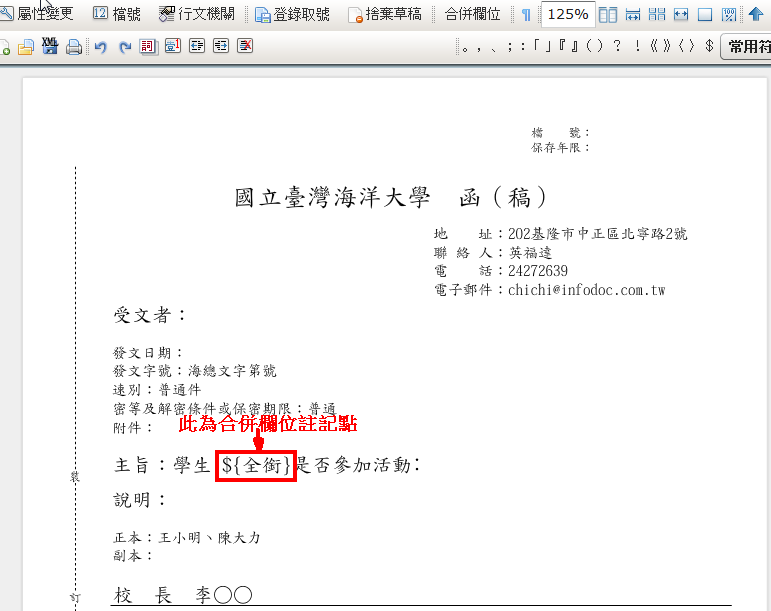 屬性變更 檔號 行文機關 登錄取號 捨棄草稿 合併欄位 ¶ 125%
詞 。，、；：「」『』（）？！《》〈〉$ 常用符
檔　　號：
保存年限：
國立臺灣海洋大學　函（稿）
地　　址：202基隆市中正區北寧路2號
聯 絡 人：英福達
電　　話：24272639
電子郵件：chichi@infodoc.com.tw
受文者：
發文日期：
發文字號：海總文字第號
速別：普通件
密等及解密條件或保密期限：普通
附件：
此為合併欄位註記點
主旨：學生 ${全銜}是否參加活動：
裝
說明：
正本：王小明、陳大力
副本：
訂
校　長　李○○